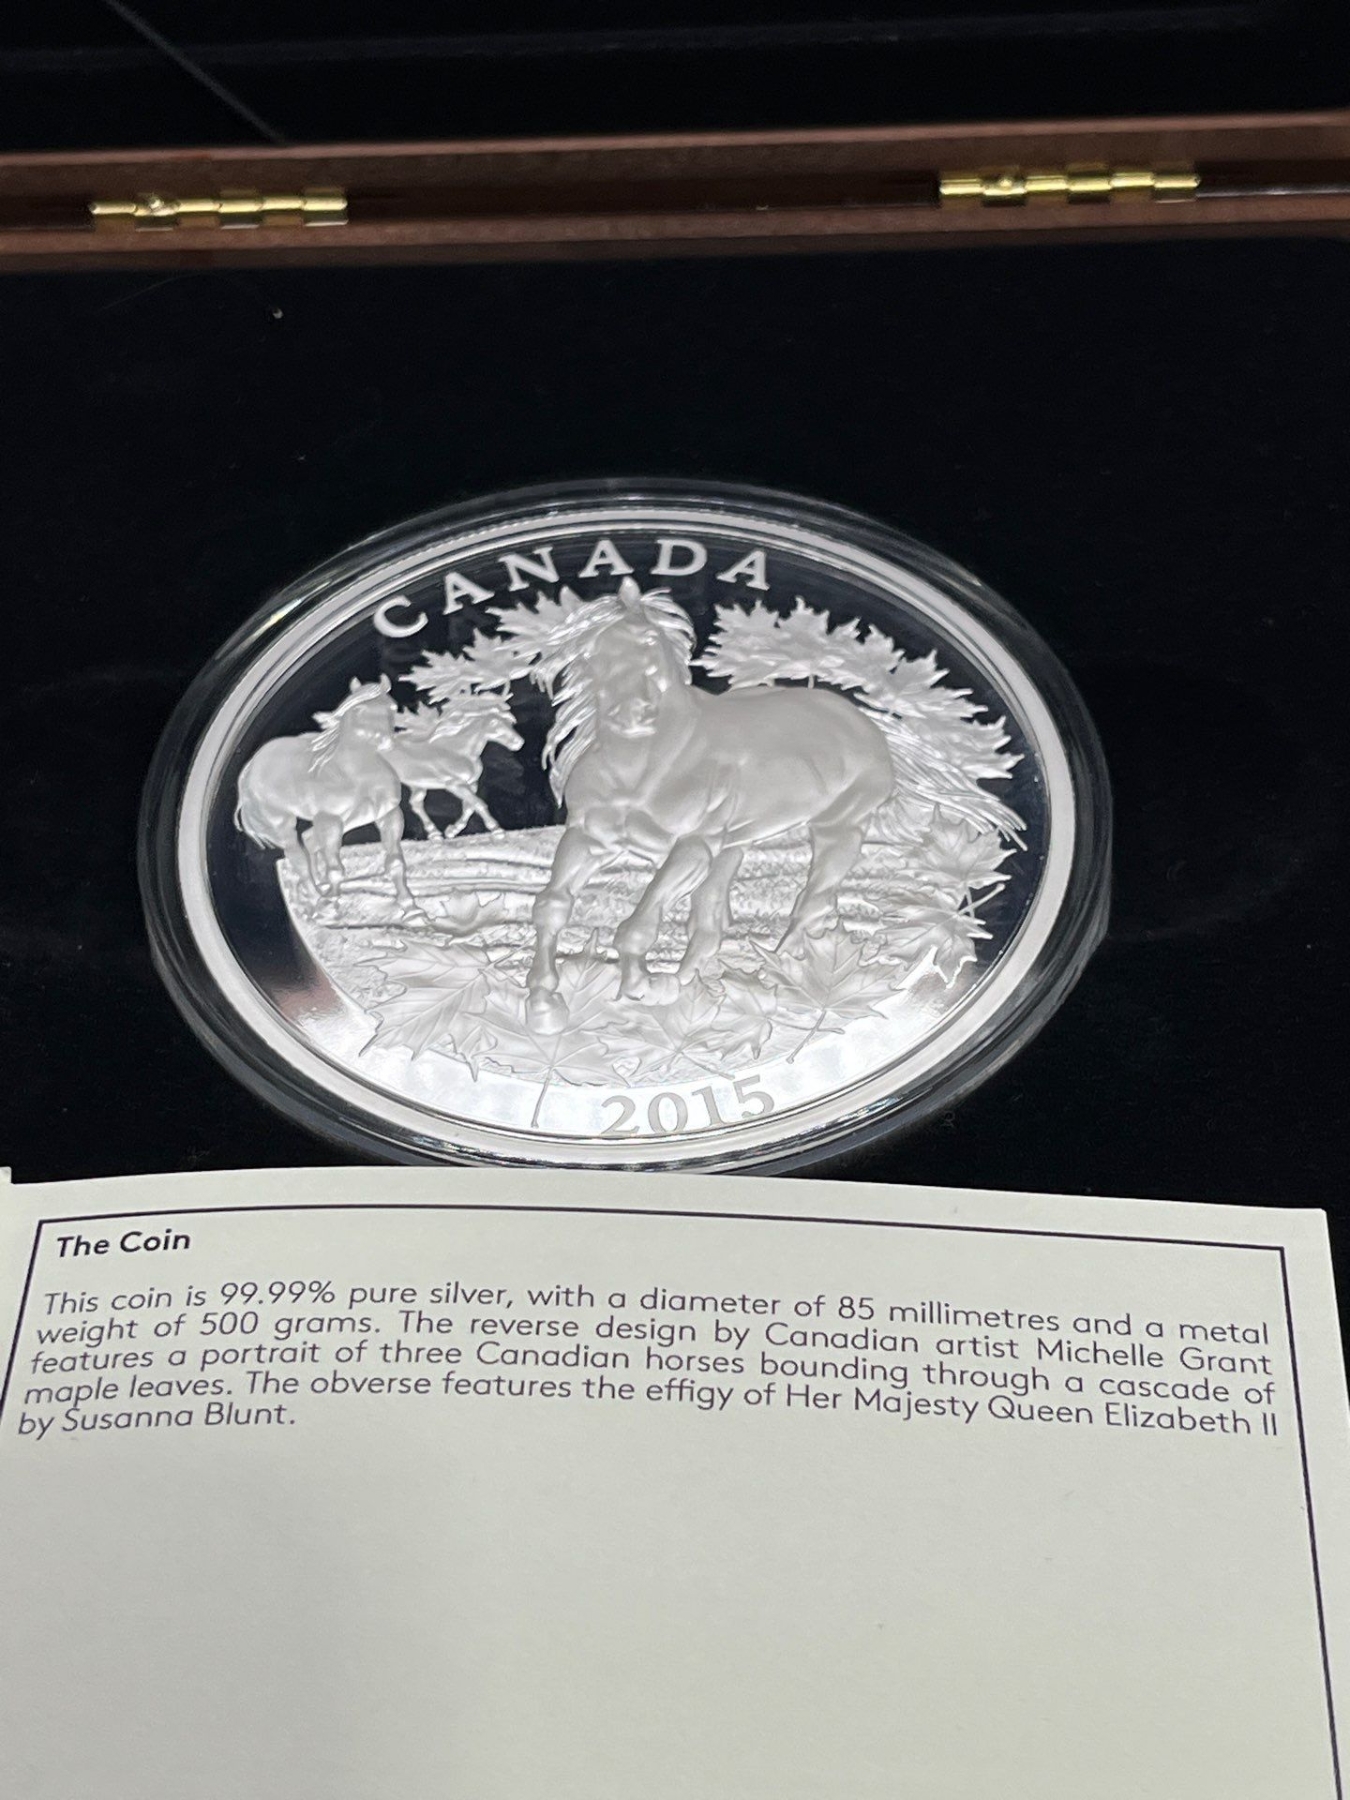 CANADA
2015
The Coin
This coin is 99.99% pure silver, with a diameter of 85 millimetres and a metal
weight of 500 grams. The reverse design by Canadian artist Michelle Grant
features a portrait of three Canadian horses bounding through a cascade of
maple leaves. The obverse features the effigy of Her Majesty Queen Elizabeth II
by Susanna Blunt.